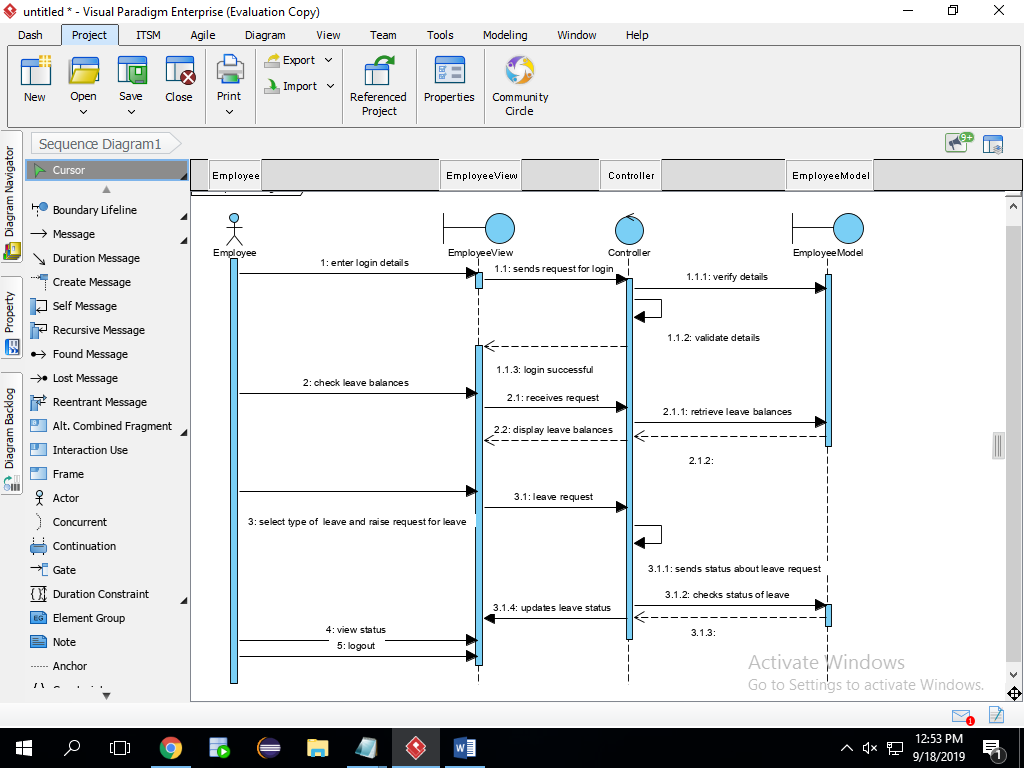 untitled * - Visual Paradigm Enterprise (Evaluation Copy)
Dash Project ITSM Agile Diagram View Team Tools Modeling Window Help
New Open Save Close Print Export Import Referenced Project Properties Community Circle
Sequence Diagram1
9+
Diagram Navigator
Property
Diagram Backlog
Cursor
Boundary Lifeline
Message
Duration Message
Create Message
Self Message
Recursive Message
Found Message
Lost Message
Reentrant Message
Alt. Combined Fragment
Interaction Use
Frame
Actor
Concurrent
Continuation
Gate
Duration Constraint
EG Element Group
Note
Anchor
Employee EmployeeView Controller EmployeeModel
Employee EmployeeView Controller EmployeeModel
1: enter login details
1.1: sends request for login
1.1.1: verify details
1.1.2: validate details
1.1.3: login successful
2: check leave balances
2.1: receives request
2.1.1: retrieve leave balances
2.2: display leave balances
2.1.2:
3.1: leave request
3: select type of leave and raise request for leave
3.1.1: sends status about leave request
3.1.2: checks status of leave
3.1.4: updates leave status
3.1.3:
4: view status
5: logout
Activate Windows
Go to Settings to activate Windows.
1
12:53 PM
9/18/2019
1